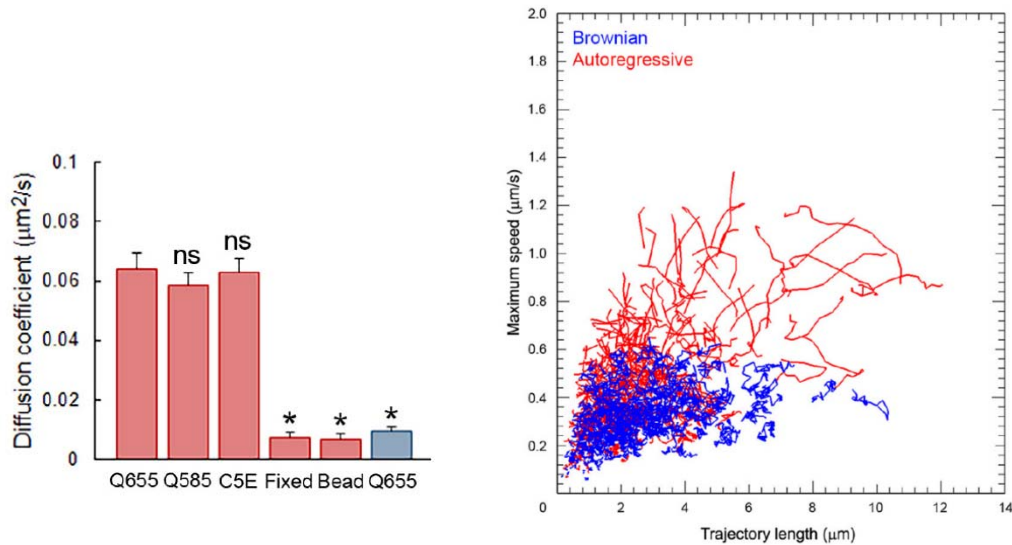 Diffusion coefficient (μm²/s)
0.1
0.08
0.06
0.04
0.02
0
ns
ns
*
*
*
Q655 Q585 C5E Fixed Bead Q655
Brownian
Autoregressive
Maximum speed (μm/s)
2.0
1.8
1.6
1.4
1.2
1.0
0.8
0.6
0.4
0.2
2 4 6 8 10 12 14
Trajectory length (μm)